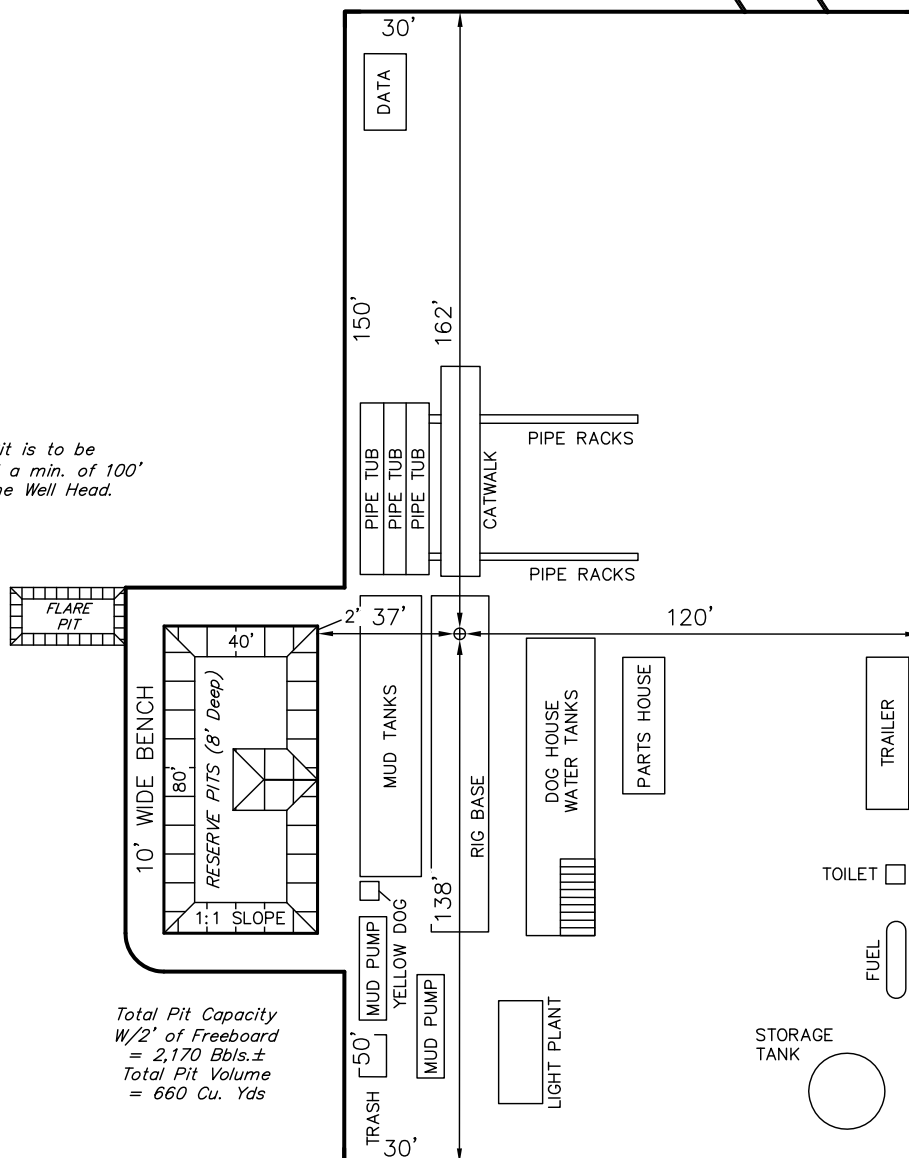 30'
DATA
150'
162'
PIPE TUB
PIPE TUB
PIPE TUB
CATWALK
PIPE RACKS
PIPE RACKS
it is to be
a min. of 100'
he Well Head.
FLARE
PIT
2'
37'
120'
40'
10' WIDE BENCH
80'
RESERVE PITS (8' Deep)
1:1 SLOPE
MUD TANKS
RIG BASE
DOG HOUSE
WATER TANKS
PARTS HOUSE
TRAILER
138'
YELLOW DOG
MUD PUMP
MUD PUMP
TOILET
FUEL
LIGHT PLANT
STORAGE
TANK
50'
TRASH
30'
Total Pit Capacity
W/2' of Freeboard
= 2,170 Bbls.±
Total Pit Volume
= 660 Cu. Yds